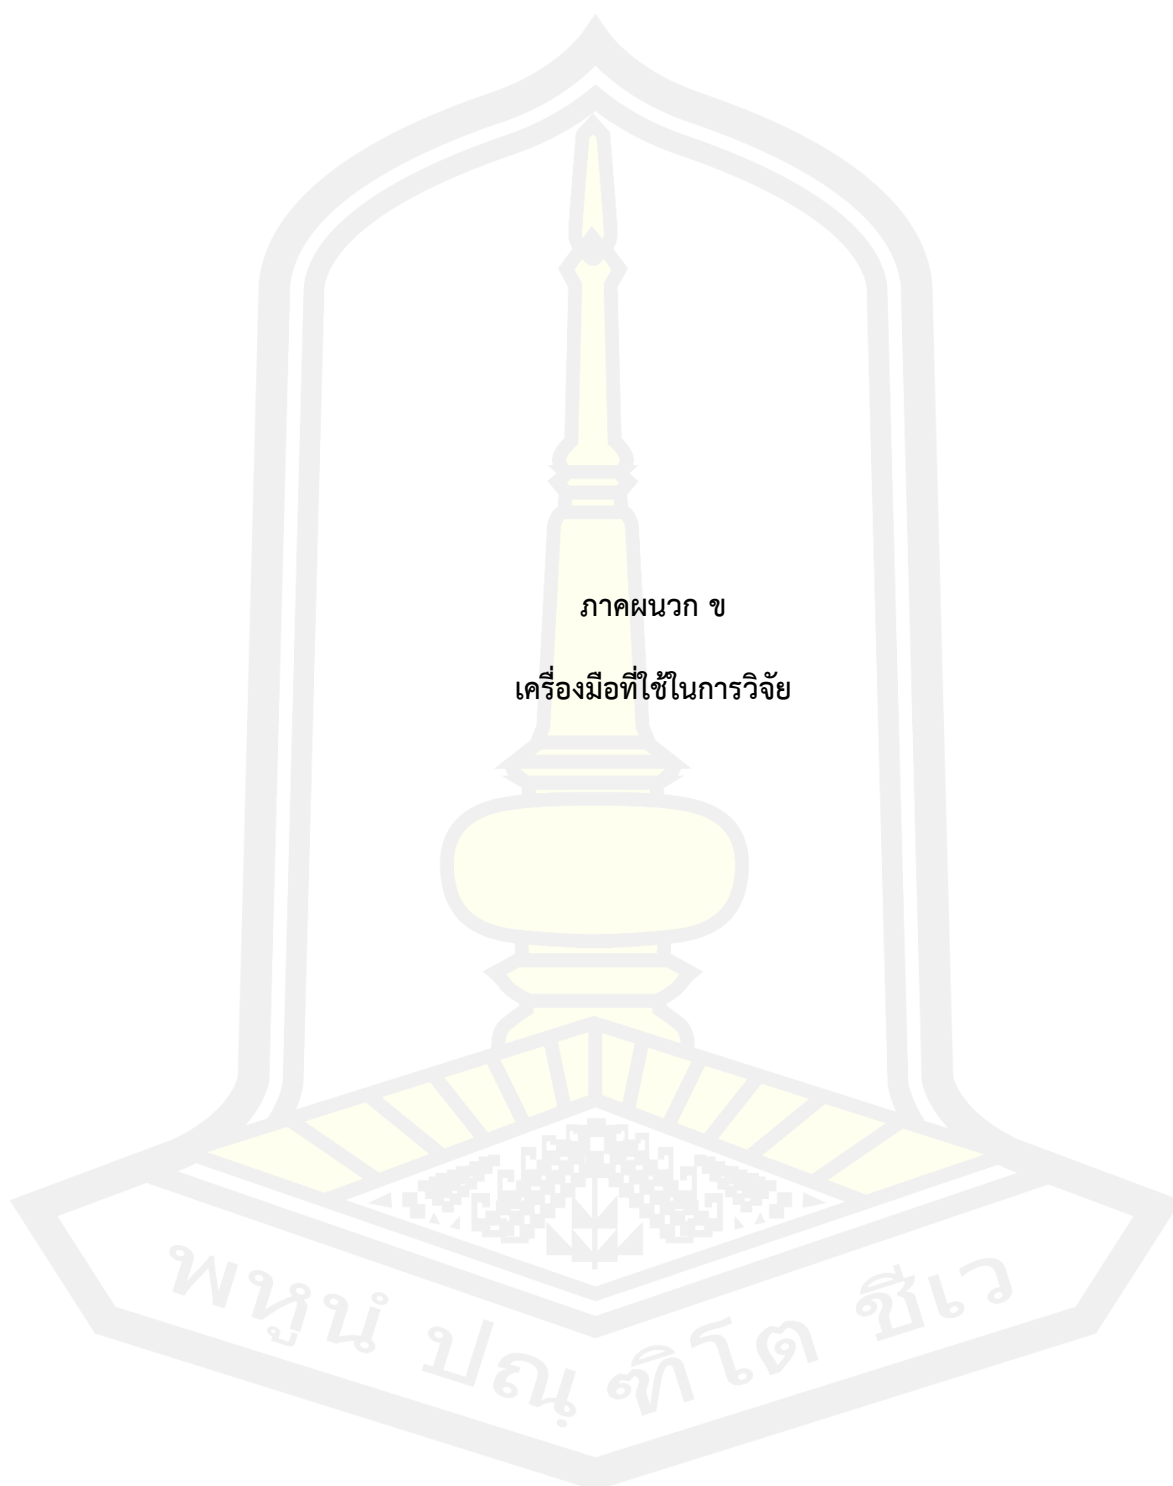 ภาคผนวก ข
เครื่องมือที่ใช้ในการวิจัย
พหูนํ ปณฺ ฑิโต ชีเว